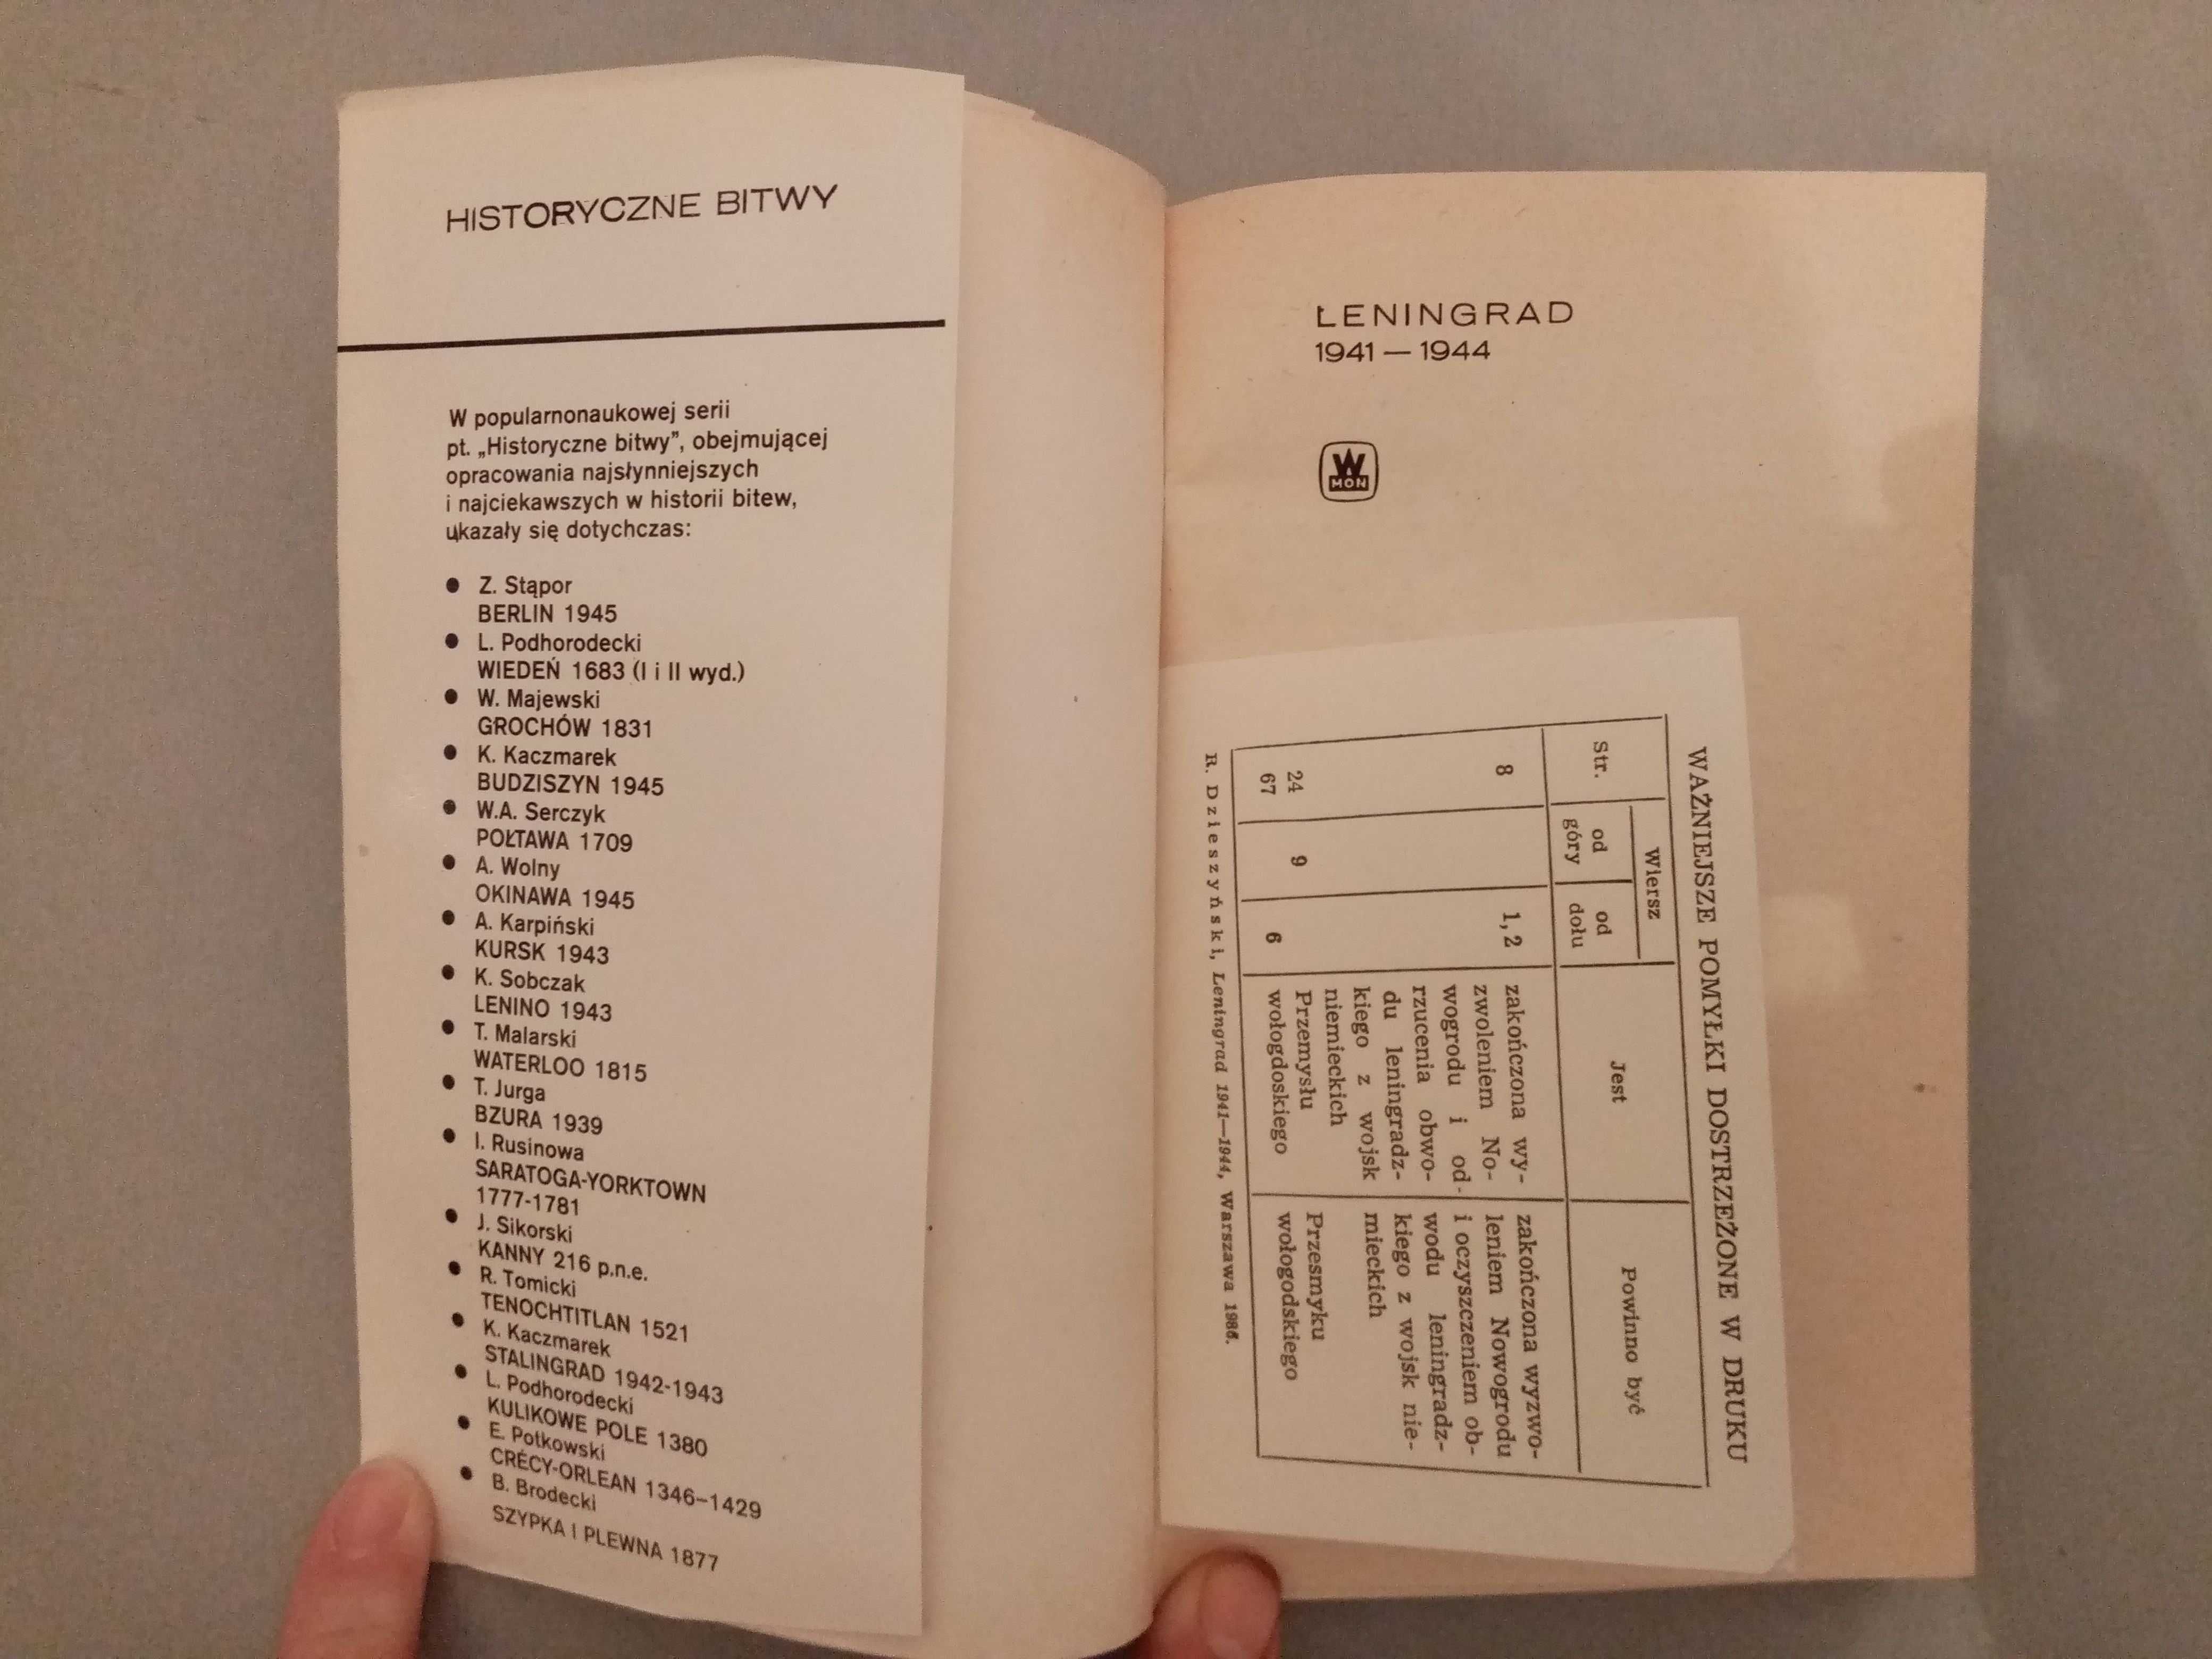 HISTORYCZNE BITWY
W popularnonaukowej serii
pt. „Historyczne bitwy”, obejmującej
opracowania najsłynniejszych
i najciekawszych w historii bitew,
ukazały się dotychczas:
● Z. Stąpor
BERLIN 1945
● L. Podhorodecki
WIEDEŃ 1683 (I i II wyd.)
● W. Majewski
GROCHÓW 1831
● K. Kaczmarek
BUDZISZYN 1945
● W.A. Serczyk
POŁTAWA 1709
● A. Wolny
OKINAWA 1945
● A. Karpiński
KURSK 1943
● K. Sobczak
LENINO 1943
● T. Malarski
WATERLOO 1815
● T. Jurga
BZURA 1939
● I. Rusinowa
SARATOGA-YORKTOWN
1777-1781
● J. Sikorski
KANNY 216 p.n.e.
● R. Tomicki
TENOCHTITLAN 1521
● K. Kaczmarek
STALINGRAD 1942-1943
● L. Podhorodecki
KULIKOWE POLE 1380
● E. Potkowski
CRÉCY-ORLEAN 1346–1429
● B. Brodecki
SZYPKA I PLEWNA 1877
LENINGRAD
1941 — 1944
W
MON
WAŻNIEJSZE POMYŁKI DOSTRZEŻONE W DRUKU
Str.
Wiersz
od
góry
od
dołu
Jest
Powinno być
8
1, 2
zakończona wy-
zwoleniem No-
wogrodu i od-
rzucenia obwo-
du leningradz-
kiego z wojsk
niemieckich
zakończona wyzwo-
leniem Nowogrodu
i oczyszczeniem ob-
wodu leningradz-
kiego z wojsk nie-
mieckich
24
9
Przemysłu
Przesmyku
67
6
wołogdoskiego
wołogodskiego
R. Dzieszyński, Leningrad 1941—1944, Warszawa